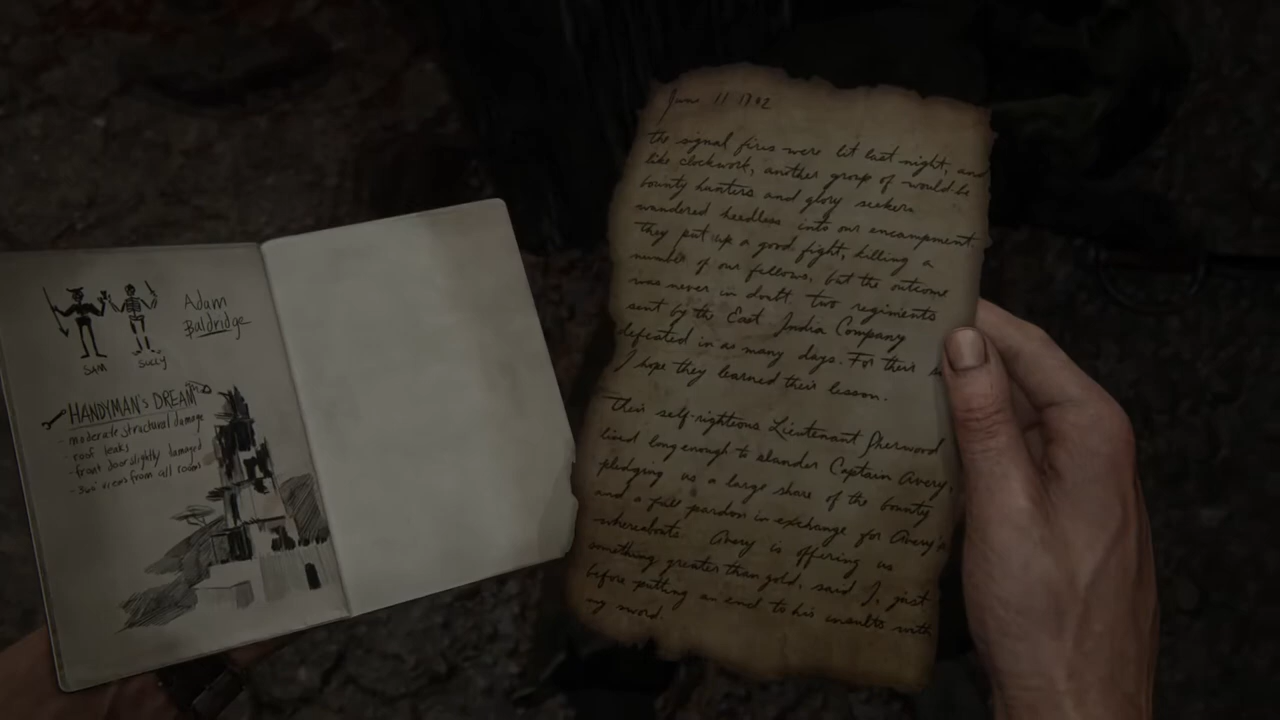 Adam
Baldridge
SAM
SULLY
HANDYMAN'S DREAM
- moderate structural damage
- roof leaks
- front door slightly damaged
- 360° views from all rooms
June 11 1702
the signal fires were lit last night, and
like clockwork, another group of would-be
bounty hunters and glory seekers
wandered heedless into our encampment.
They put up a good fight, killing a
number of our fellows, but the outcome
was never in doubt. Two regiments
sent by the East India Company
defeated in as many days. For their
I hope they learned their lesson.
Their self-righteous Lieutenant Sherwood
lived long enough to slander Captain Avery,
pledging us a large share of the bounty
and a full pardon in exchange for Avery's
whereabouts. Avery is offering us
something greater than gold, said I, just
before putting an end to his insults with
my sword.